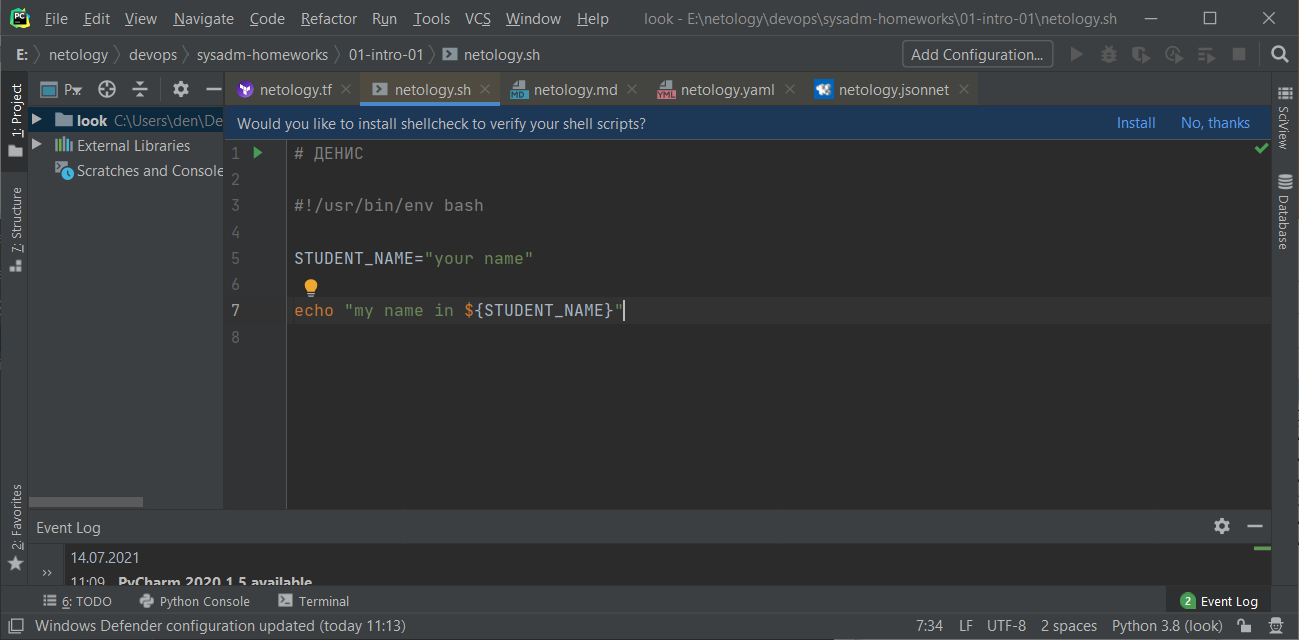 File Edit View Navigate Code Refactor Run Tools VCS Window Help look - E:\netology\devops\sysadm-homeworks\01-intro-01\netology.sh
E: netology devops sysadm-homeworks 01-intro-01 netology.sh Add Configuration...
1: Project
P
netology.tf netology.sh netology.md netology.yaml netology.jsonnet
look C:\Users\den\De
External Libraries
Scratches and Console
Would you like to install shellcheck to verify your shell scripts? Install No, thanks
1 # ДЕНИС
2
3 #!/usr/bin/env bash
4
5 STUDENT_NAME="your name"
6
7 echo "my name in ${STUDENT_NAME}"
8
7: Structure
2: Favorites
SciView
Database
Event Log
14.07.2021
11:09 PyCharm 2020.1.5 available
6: TODO Python Console Terminal 2 Event Log
Windows Defender configuration updated (today 11:13) 7:34 LF UTF-8 2 spaces Python 3.8 (look)